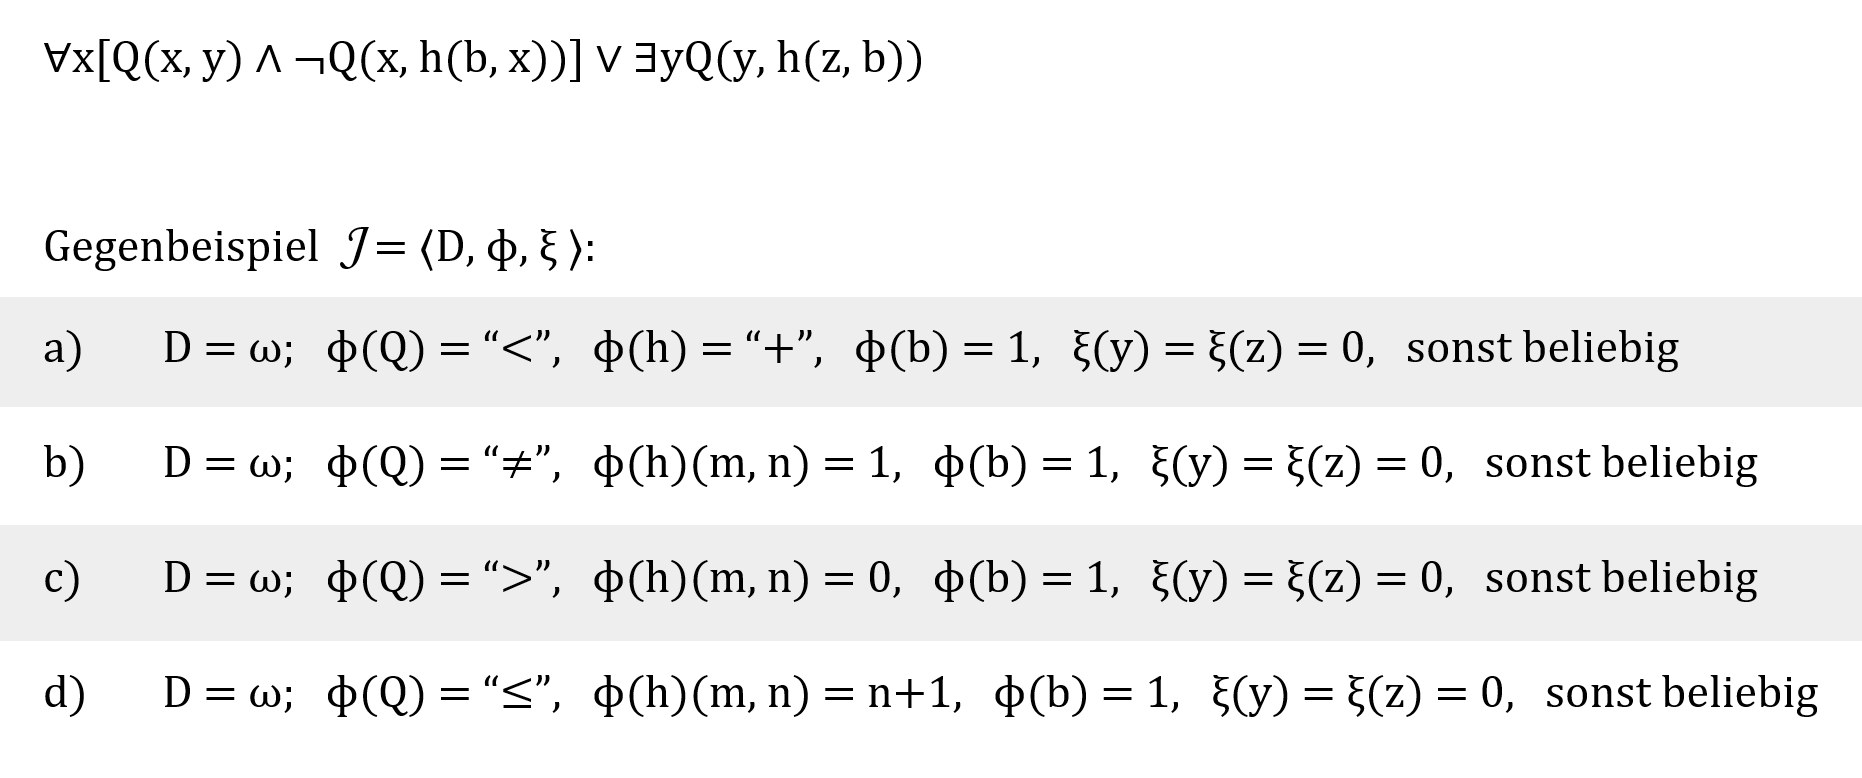 ∀x[Q(x, y) ∧ ¬Q(x, h(b, x))] ∨ ∃yQ(y, h(z, b))
Gegenbeispiel 𝒥 = ⟨D, ф, ξ ⟩:
a) D = ω; ф(Q) = “<”, ф(h) = “+”, ф(b) = 1, ξ(y) = ξ(z) = 0, sonst beliebig
b) D = ω; ф(Q) = “≠”, ф(h)(m, n) = 1, ф(b) = 1, ξ(y) = ξ(z) = 0, sonst beliebig
c) D = ω; ф(Q) = “>”, ф(h)(m, n) = 0, ф(b) = 1, ξ(y) = ξ(z) = 0, sonst beliebig
d) D = ω; ф(Q) = “≤”, ф(h)(m, n) = n+1, ф(b) = 1, ξ(y) = ξ(z) = 0, sonst beliebig